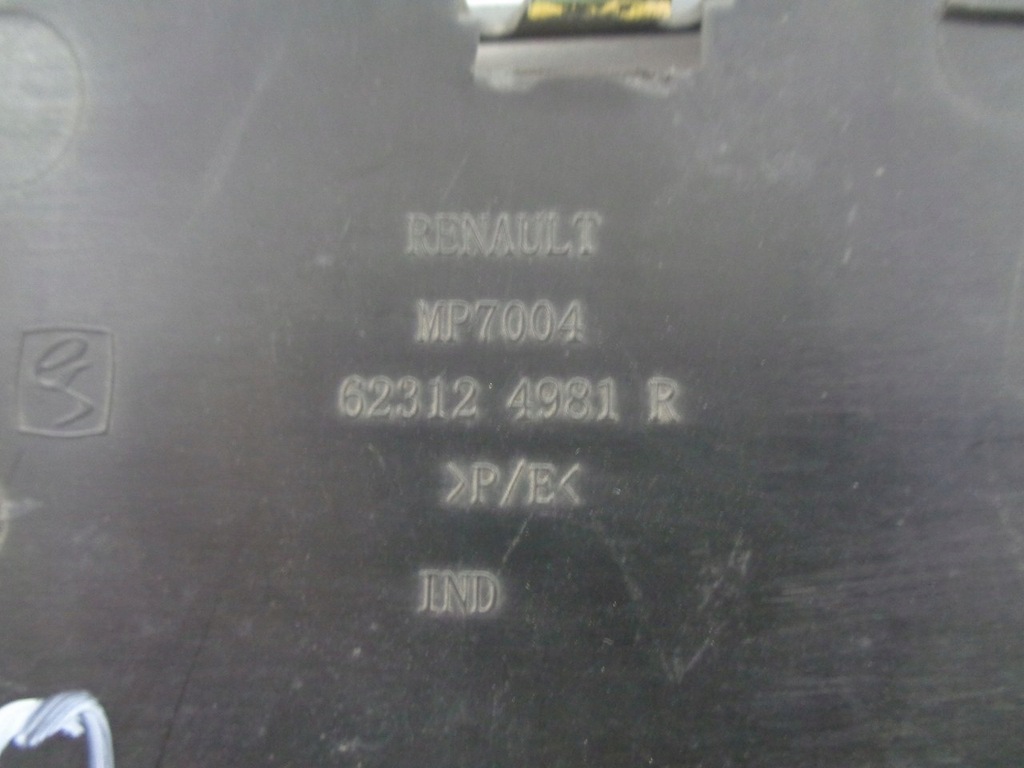 RENAULT
MP7004
62312 4981 R
>P/E<
IND